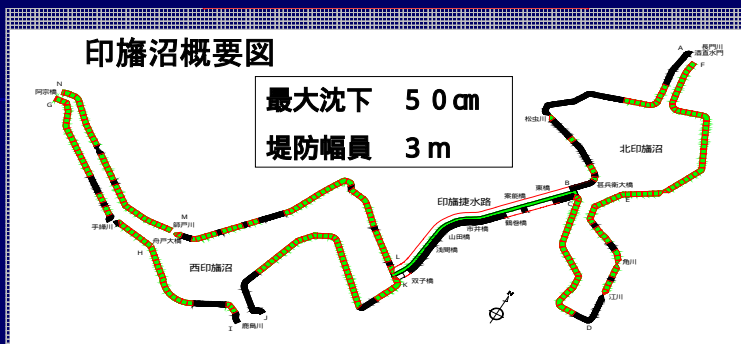 印旛沼概要図
最大沈下 50㎝
堤防幅員 3m
A
長門川
酒直水門
F
N
阿宗橋
G
松虫川
北印旛沼
東橋
B
甚兵衛大橋
印旛捷水路
案能橋
C
E
鶴巻橋
市井橋
山田橋
浅間橋
M
師戸川
手繰川
舟戸大橋
H
L
西印旛沼
双子橋
K
角川
江川
J
I
鹿島川
D
N